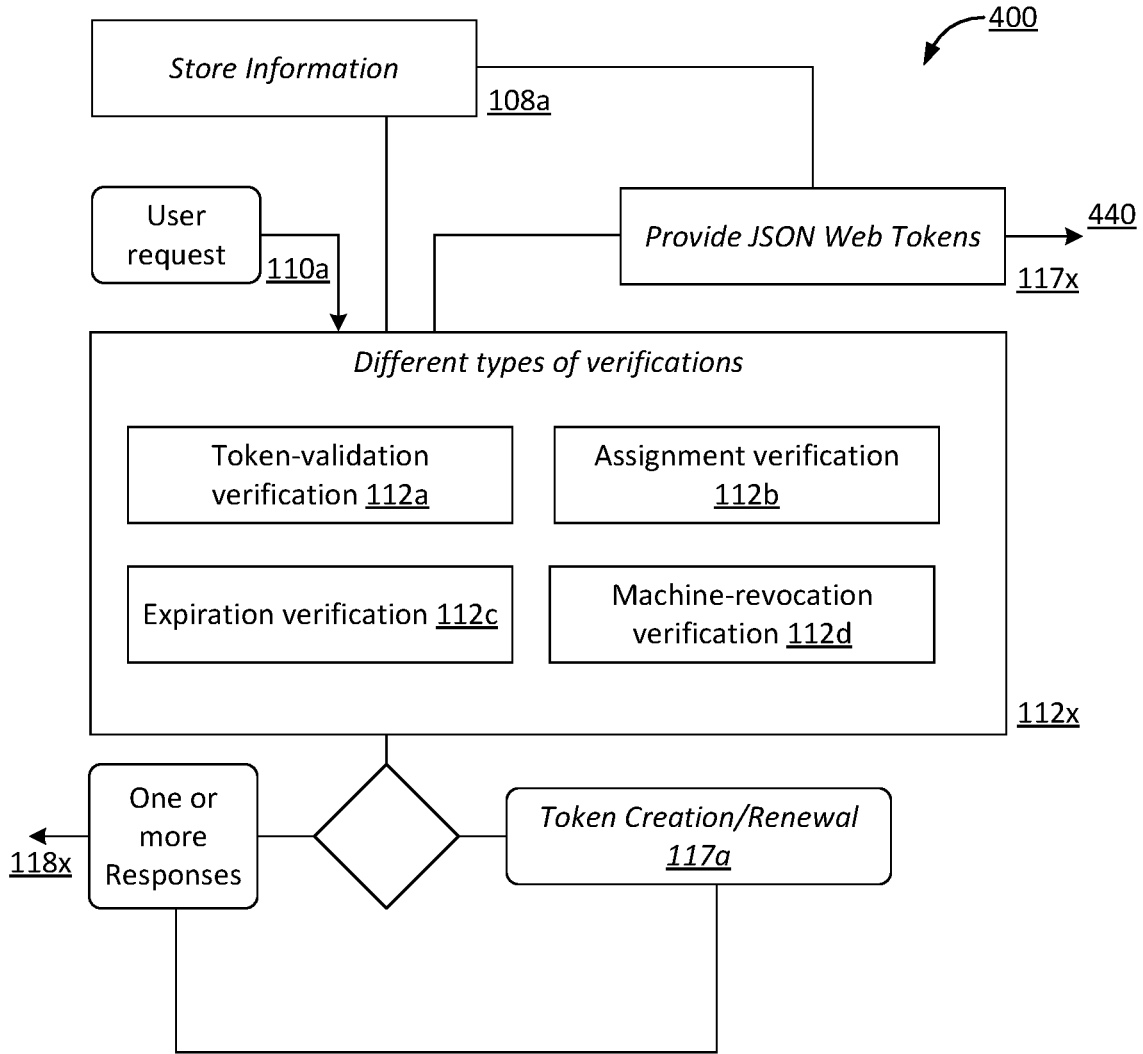 400
Store Information
108a
User
request
110a
Provide JSON Web Tokens
440
117x
Different types of verifications
Token-validation
verification 112a
Assignment verification
112b
Expiration verification 112c
Machine-revocation
verification 112d
112x
One or
more
Responses
118x
Token Creation/Renewal
117a